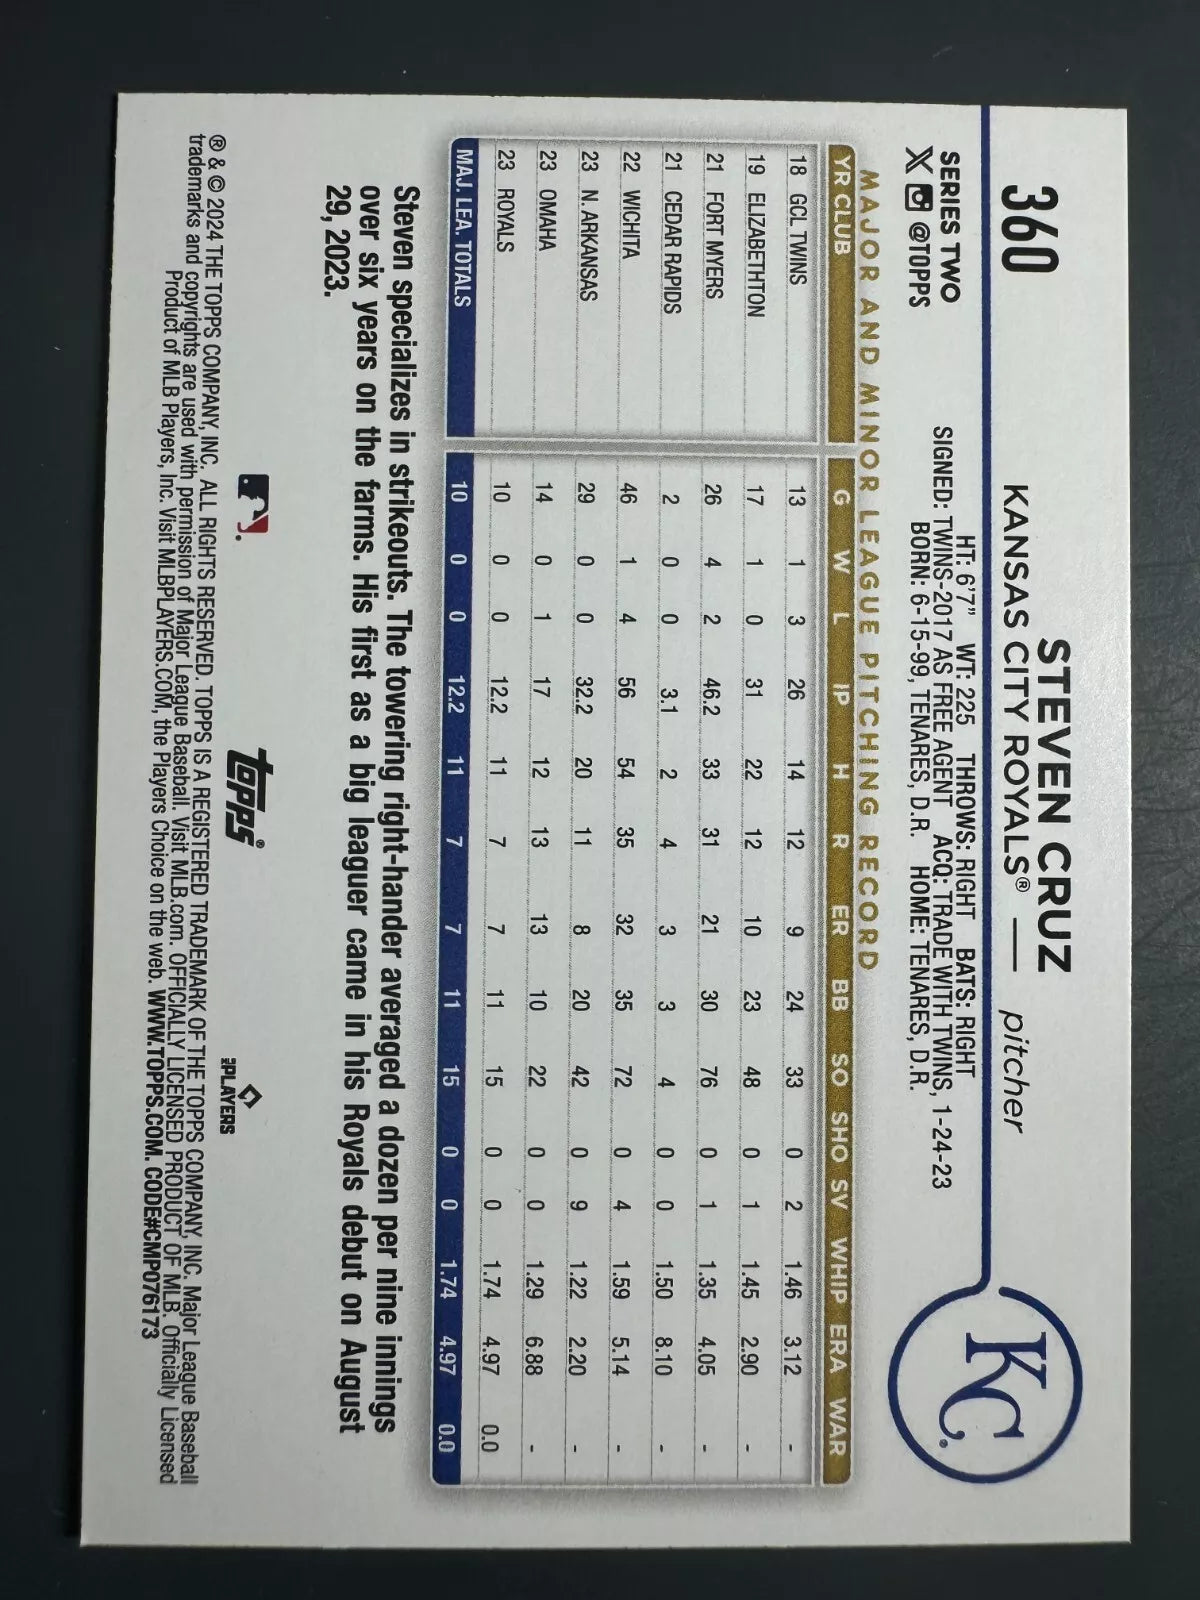 360
STEVEN CRUZ
KANSAS CITY ROYALS® — pitcher
SERIES TWO
X @TOPPS
HT: 6'7" WT: 225 THROWS: RIGHT BATS: RIGHT
SIGNED: TWINS-2017 AS FREE AGENT ACQ: TRADE WITH TWINS, 1-24-23
BORN: 6-15-99, TENARES, D.R. HOME: TENARES, D.R.
KC
MAJOR AND MINOR LEAGUE PITCHING RECORD
YR CLUB G W L IP H R ER BB SO SHO SV WHIP ERA WAR
18 GCL TWINS 13 1 3 26 14 12 9 24 33 0 2 1.46 3.12 -
19 ELIZABETHTON 17 1 0 31 22 12 10 23 48 0 1 1.45 2.90 -
21 FORT MYERS 26 4 2 46.2 33 31 21 30 76 0 1 1.35 4.05 -
21 CEDAR RAPIDS 2 0 0 3.1 2 4 3 3 4 0 0 1.50 8.10 -
22 WICHITA 46 1 4 56 54 35 32 35 72 0 4 1.59 5.14 -
23 N. ARKANSAS 29 0 0 32.2 20 11 8 20 42 0 9 1.22 2.20 -
23 OMAHA 14 0 1 17 12 13 13 10 22 0 0 1.29 6.88 -
23 ROYALS 10 0 0 12.2 11 7 7 11 15 0 0 1.74 4.97 0.0
MAJ. LEA. TOTALS 10 0 0 12.2 11 7 7 11 15 0 0 1.74 4.97 0.0
Steven specializes in strikeouts. The towering right-hander averaged a dozen per nine innings
over six years on the farms. His first as a big leaguer came in his Royals debut on August
29, 2023.
topps®
PLAYERS
® & © 2024 THE TOPPS COMPANY, INC. ALL RIGHTS RESERVED. TOPPS IS A REGISTERED TRADEMARK OF THE TOPPS COMPANY, INC. Major League Baseball
trademarks and copyrights are used with permission of Major League Baseball. Visit MLB.com. OFFICIALLY LICENSED PRODUCT OF MLB. Officially Licensed
Product of MLB Players, Inc. Visit MLBPLAYERS.COM, the Players Choice on the web. WWW.TOPPS.COM. CODE#CMP076173